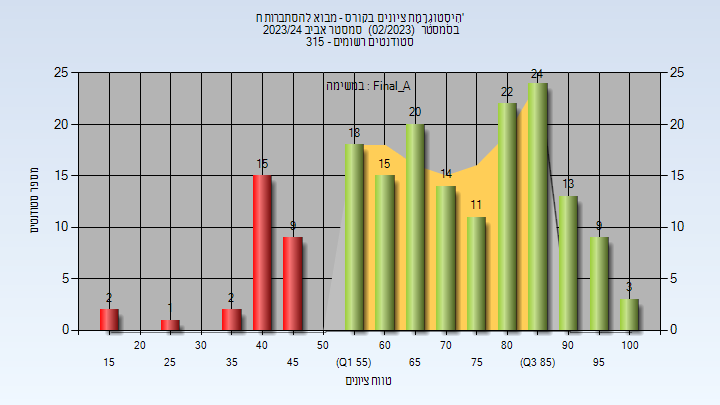 היסטוגרמת ציונים בקורס - מבוא להסתברות ח'
בסמסטר (02/2023) סמסטר אביב 2023/24
315 - סטודנטים רשומים
במשימה : Final_A
25 25
20 20
15 15
10 10
5 5
0 0
2 1 2 15 9 18 15 20 14 11 22 24 13 9 3
מספר סטודנטים
20 30 40 50 60 70 80 90 100
15 25 35 45 (Q1 55) 65 75 (Q3 85) 95
טווח ציונים